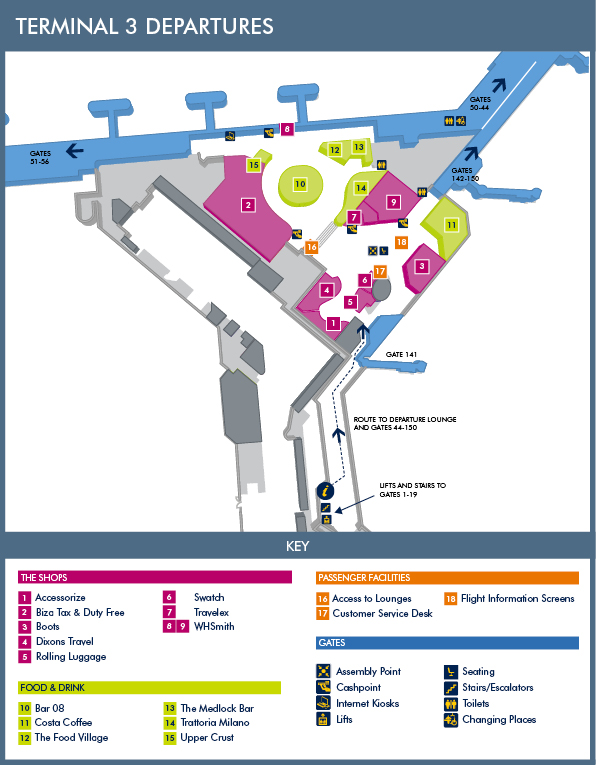 TERMINAL 3 DEPARTURES
GATES
50-44
GATES
51-56
8
12
13
15
GATES
142-150
10
14
2
9
7
11
16
18
3
17
6
4
5
1
GATE 141
ROUTE TO DEPARTURE LOUNGE
AND GATES 44-150
i
LIFTS AND STAIRS TO
GATES 1-19
KEY
THE SHOPS
1 Accessorize
2 Biza Tax & Duty Free
3 Boots
4 Dixons Travel
5 Rolling Luggage
6 Swatch
7 Travelex
8 9 WHSmith
FOOD & DRINK
10 Bar 08
11 Costa Coffee
12 The Food Village
13 The Medlock Bar
14 Trattoria Milano
15 Upper Crust
PASSENGER FACILITIES
16 Access to Lounges
17 Customer Service Desk
18 Flight Information Screens
GATES
Assembly Point
Cashpoint
Internet Kiosks
Lifts
Seating
Stairs/Escalators
Toilets
Changing Places